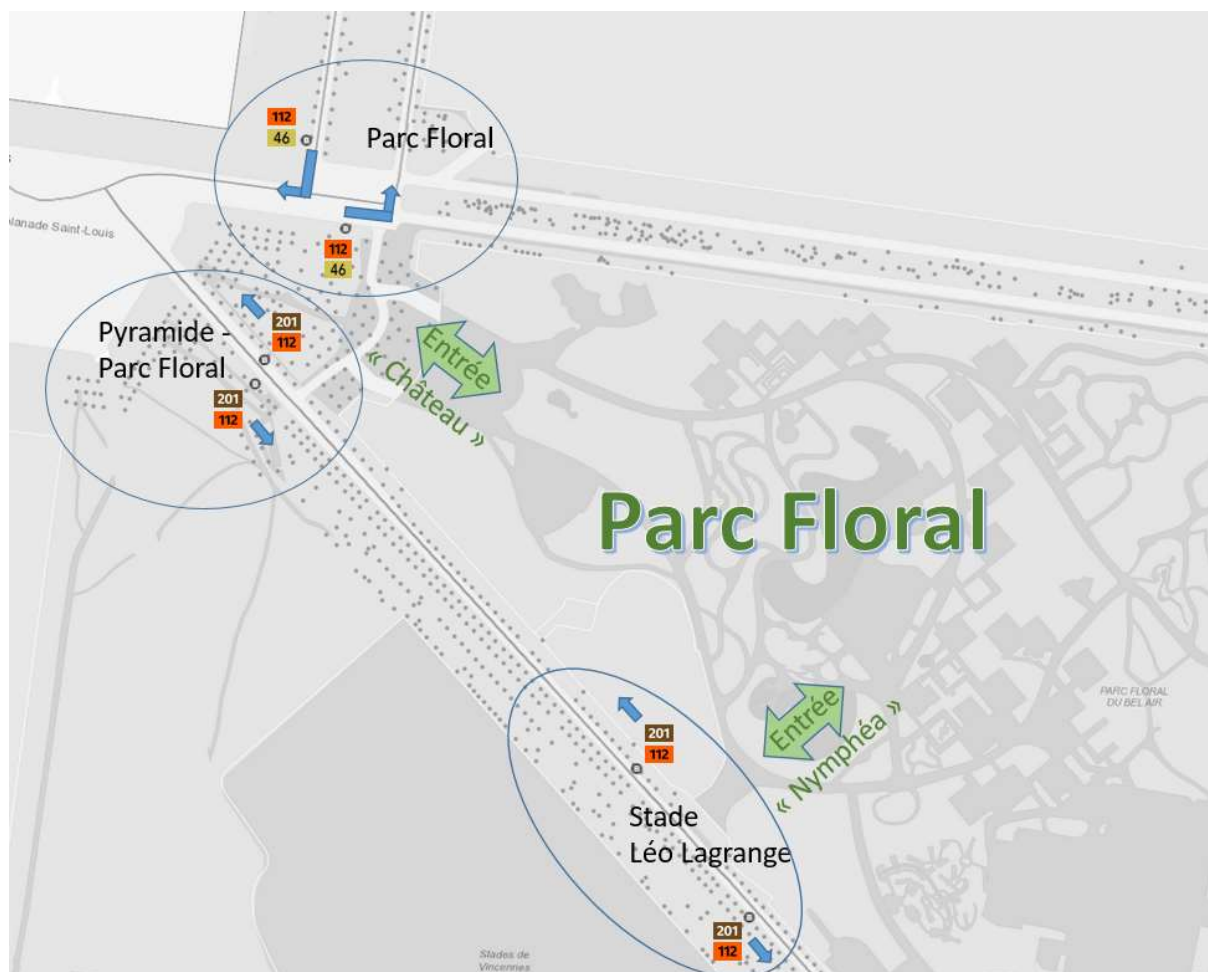 112
46
Parc Floral
112
46
planade Saint-Louis
201
112
Pyramide -
Parc Floral
201
112
Entrée
« Château »
Parc Floral
PARC FLORAL
DU BEL AIR
Entrée
« Nymphéa »
201
112
Stade
Léo Lagrange
201
112
Stades de
Vincennes